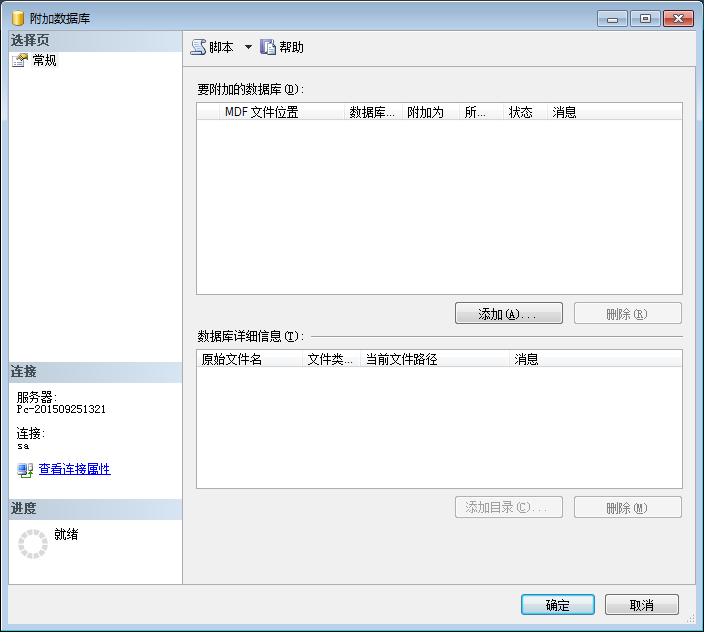 附加数据库
选择页
常规
脚本 帮助
要附加的数据库(D):
MDF 文件位置 数据库... 附加为 所... 状态 消息
添加(A)... 删除(R)
数据库详细信息(T):
原始文件名 文件类... 当前文件路径 消息
添加目录(C)... 删除(M)
连接
服务器:
Pc-201509251321
连接:
sa
查看连接属性
进度
就绪
确定 取消